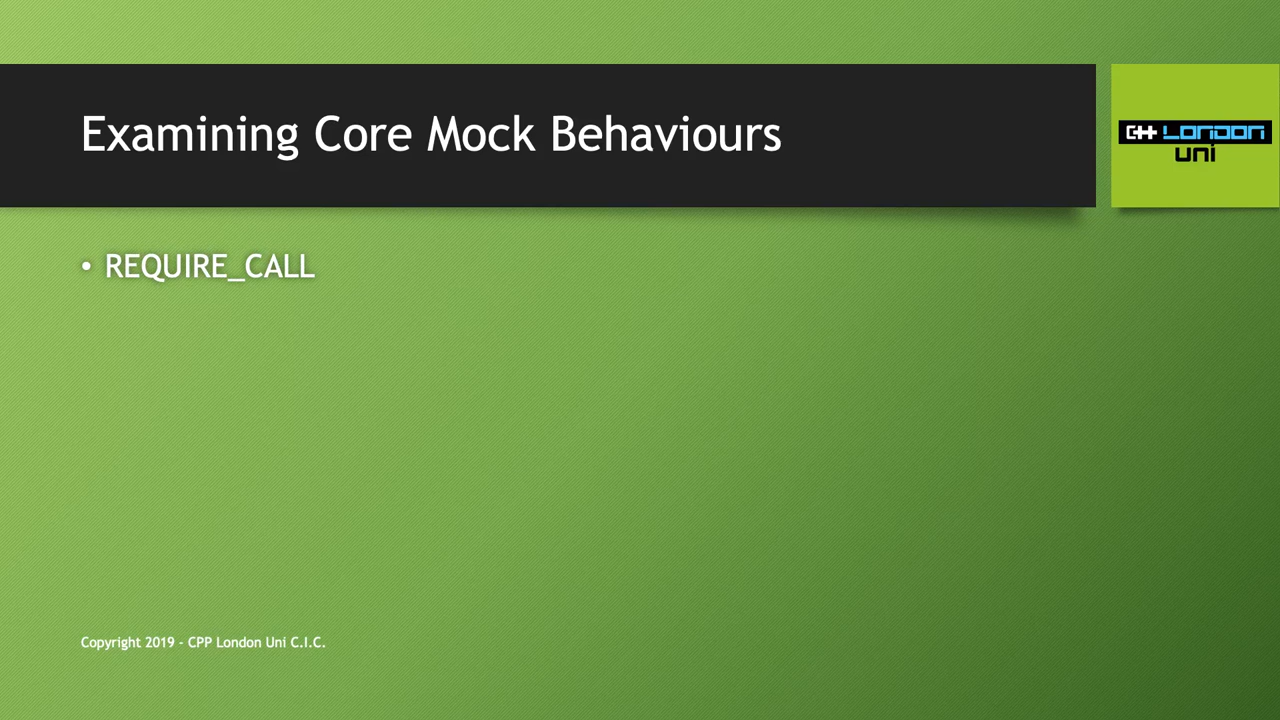 Examining Core Mock Behaviours
C++ LONDON
uni
• REQUIRE_CALL
Copyright 2019 - CPP London Uni C.I.C.